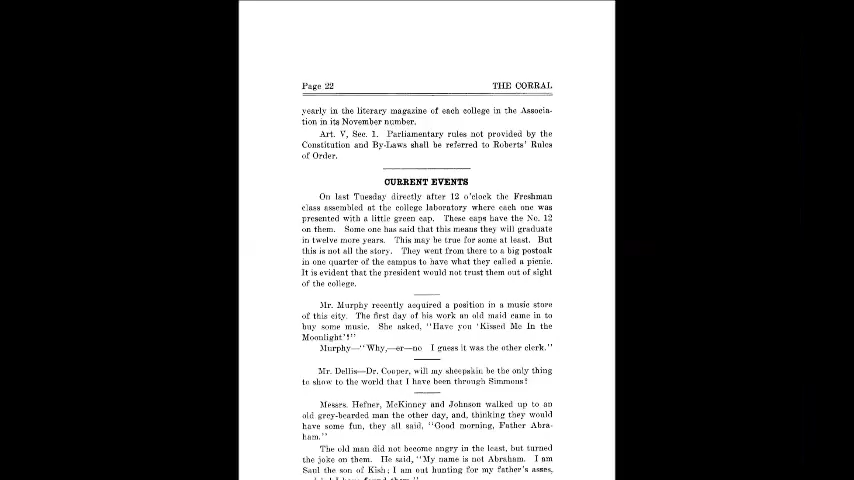 Page 22 THE CORRAL
yearly in the literary magazine of each college in the Associa-
tion in its November number.
Art. V, Sec. 1. Parliamentary rules not provided by the
Constitution and By-Laws shall be referred to Roberts' Rules
of Order.
CURRENT EVENTS
On last Tuesday directly after 12 o'clock the Freshman
class assembled at the college laboratory where each one was
presented with a little green cap. These caps have the No. 12
on them. Some one has said that this means they will graduate
in twelve more years. This may be true for some at least. But
this is not all the story. They went from there to a big postoak
in one quarter of the campus to have what they called a picnic.
It is evident that the president would not trust them out of sight
of the college.
Mr. Murphy recently acquired a position in a music store
of this city. The first day of his work an old maid came in to
buy some music. She asked, "Have you 'Kissed Me In the
Moonlight'?"
Murphy—"Why,—er—no I guess it was the other clerk."
Mr. Dellis—Dr. Cooper, will my sheepskin be the only thing
to show to the world that I have been through Simmons?
Messrs. Hefner, McKinney and Johnson walked up to an
old grey-bearded man the other day, and, thinking they would
have some fun, they all said, "Good morning, Father Abra-
ham."
The old man did not become angry in the least, but turned
the joke on them. He said, "My name is not Abraham. I am
Saul the son of Kish; I am out hunting for my father's asses,